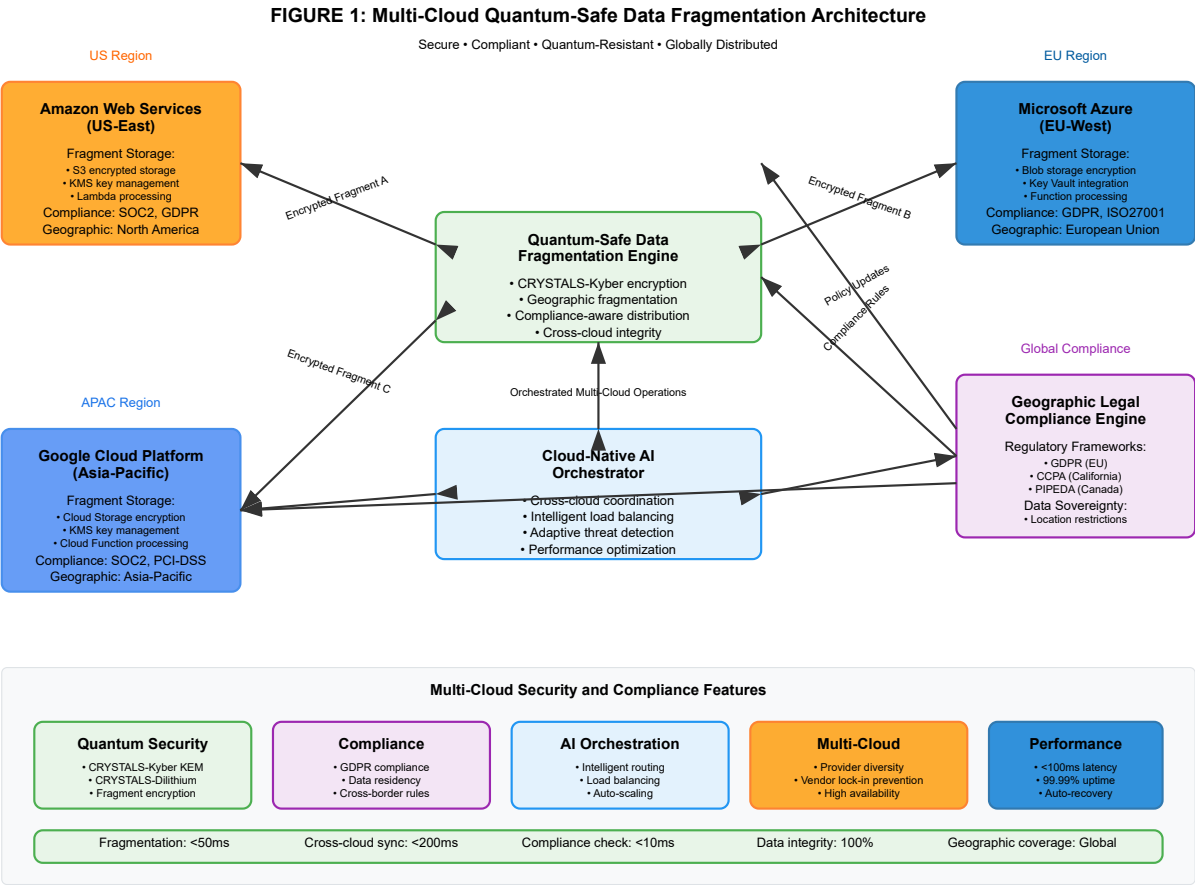 FIGURE 1: Multi-Cloud Quantum-Safe Data Fragmentation Architecture
Secure • Compliant • Quantum-Resistant • Globally Distributed
US Region
Amazon Web Services
(US-East)
Fragment Storage:
• S3 encrypted storage
• KMS key management
• Lambda processing
Compliance: SOC2, GDPR
Geographic: North America
EU Region
Microsoft Azure
(EU-West)
Fragment Storage:
• Blob storage encryption
• Key Vault integration
• Function processing
Compliance: GDPR, ISO27001
Geographic: European Union
Encrypted Fragment A
Encrypted Fragment B
Quantum-Safe Data
Fragmentation Engine
• CRYSTALS-Kyber encryption
• Geographic fragmentation
• Compliance-aware distribution
• Cross-cloud integrity
Policy Updates
Compliance Rules
Encrypted Fragment C
Orchestrated Multi-Cloud Operations
APAC Region
Google Cloud Platform
(Asia-Pacific)
Fragment Storage:
• Cloud Storage encryption
• KMS key management
• Cloud Function processing
Compliance: SOC2, PCI-DSS
Geographic: Asia-Pacific
Cloud-Native AI
Orchestrator
• Cross-cloud coordination
• Intelligent load balancing
• Adaptive threat detection
• Performance optimization
Global Compliance
Geographic Legal
Compliance Engine
Regulatory Frameworks:
• GDPR (EU)
• CCPA (California)
• PIPEDA (Canada)
Data Sovereignty:
• Location restrictions
Multi-Cloud Security and Compliance Features
Quantum Security
• CRYSTALS-Kyber KEM
• CRYSTALS-Dilithium
• Fragment encryption
Compliance
• GDPR compliance
• Data residency
• Cross-border rules
AI Orchestration
• Intelligent routing
• Load balancing
• Auto-scaling
Multi-Cloud
• Provider diversity
• Vendor lock-in prevention
• High availability
Performance
• <100ms latency
• 99.99% uptime
• Auto-recovery
Fragmentation: <50ms
Cross-cloud sync: <200ms
Compliance check: <10ms
Data integrity: 100%
Geographic coverage: Global